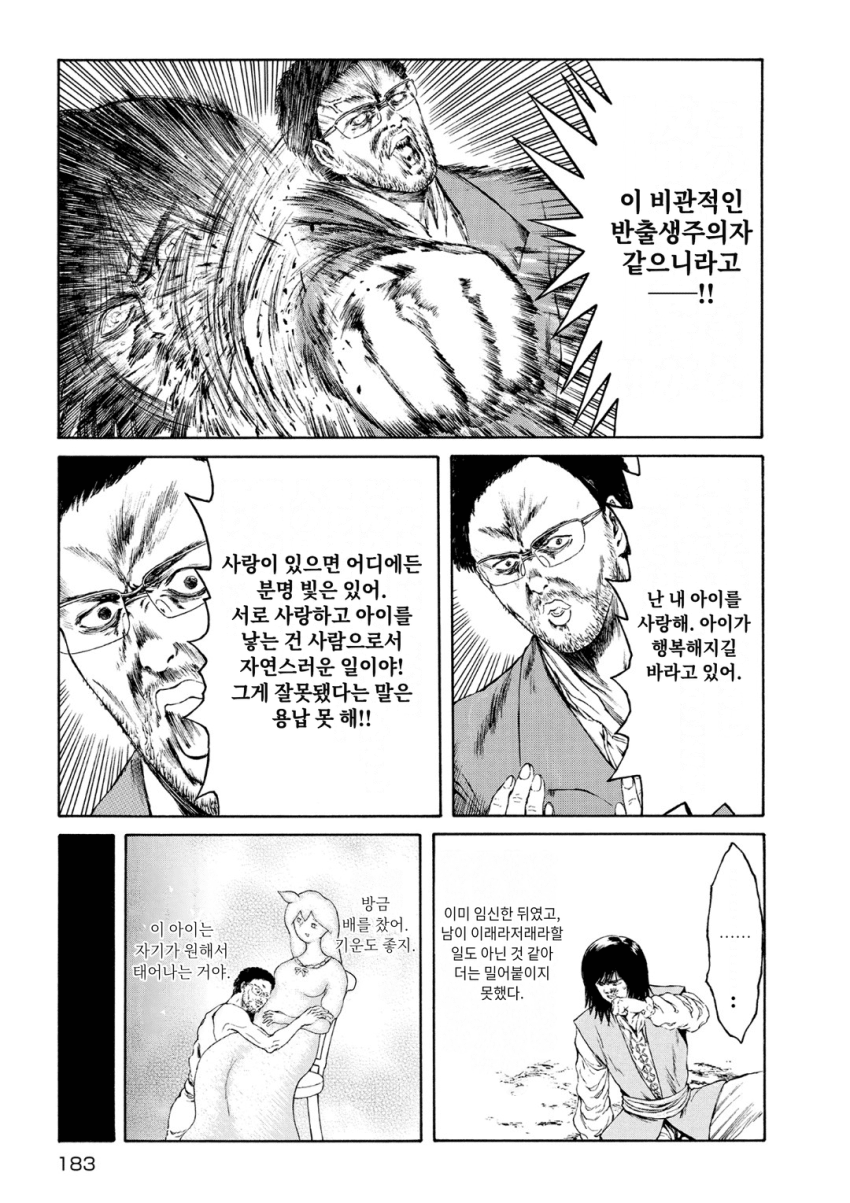 이 비관적인
반출생주의자
같으니라고
──!!
난 내 아이를
사랑해. 아이가
행복해지길
바라고 있어.
사랑이 있으면 어디에든
분명 빛은 있어.
서로 사랑하고 아이를
낳는 건 사람으로서
자연스러운 일이야!
그게 잘못됐다는 말은
용납 못 해!!
……
:
이미 임신한 뒤였고,
남이 이래라저래라할
일도 아닌 것 같아
더는 밀어붙이지
못했다.
방금
배를 찼어.
기운도 좋지.
이 아이는
자기가 원해서
태어나는 거야.
183